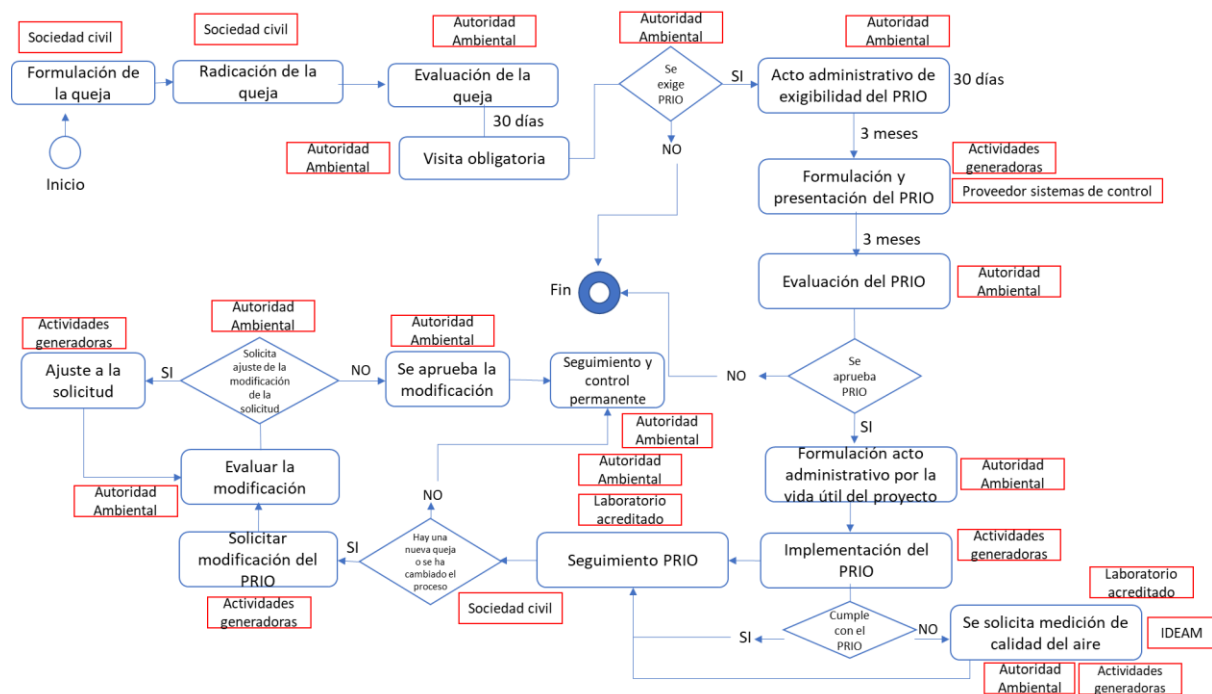 Sociedad civil
Formulación de
la queja
Inicio
Sociedad civil
Radicación de la
queja
Autoridad
Ambiental
Evaluación de la
queja
30 días
Autoridad
Ambiental
Visita obligatoria
Autoridad
Ambiental
Se
exige
PRIO
SI
NO
Autoridad
Ambiental
Acto administrativo de
exigibilidad del PRIO
30 días
3 meses
Actividades
generadoras
Proveedor sistemas de control
Formulación y
presentación del PRIO
3 meses
Evaluación del PRIO
Autoridad
Ambiental
Fin
Se
aprueba
PRIO
NO
SI
Formulación acto
administrativo por la
vida útil del proyecto
Autoridad
Ambiental
Implementación del
PRIO
Actividades
generadoras
Cumple
con el
PRIO
SI
NO
Laboratorio
acreditado
Se solicita medición de
calidad del aire
IDEAM
Autoridad
Ambiental
Actividades
generadoras
Autoridad
Ambiental
Laboratorio
acreditado
Seguimiento PRIO
Sociedad civil
Hay una
nueva queja
o se ha
cambiado el
proceso
NO
SI
Solicitar
modificación del
PRIO
Actividades
generadoras
Evaluar la
modificación
Autoridad
Ambiental
Autoridad
Ambiental
Solicita
ajuste de la
modificación
de la
solicitud
SI
NO
Actividades
generadoras
Ajuste a la
solicitud
Autoridad
Ambiental
Se aprueba la
modificación
Seguimiento y
control
permanente
Autoridad
Ambiental